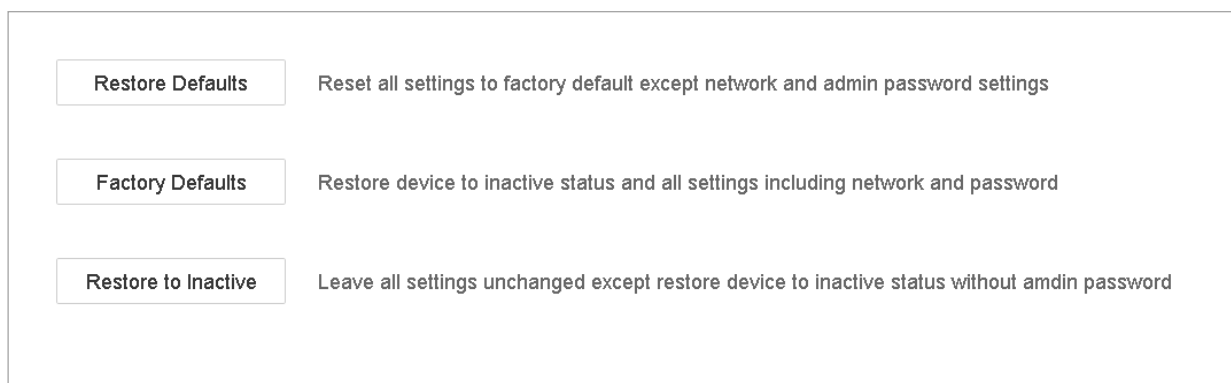 Restore Defaults Reset all settings to factory default except network and admin password settings
Factory Defaults Restore device to inactive status and all settings including network and password
Restore to Inactive Leave all settings unchanged except restore device to inactive status without amdin password